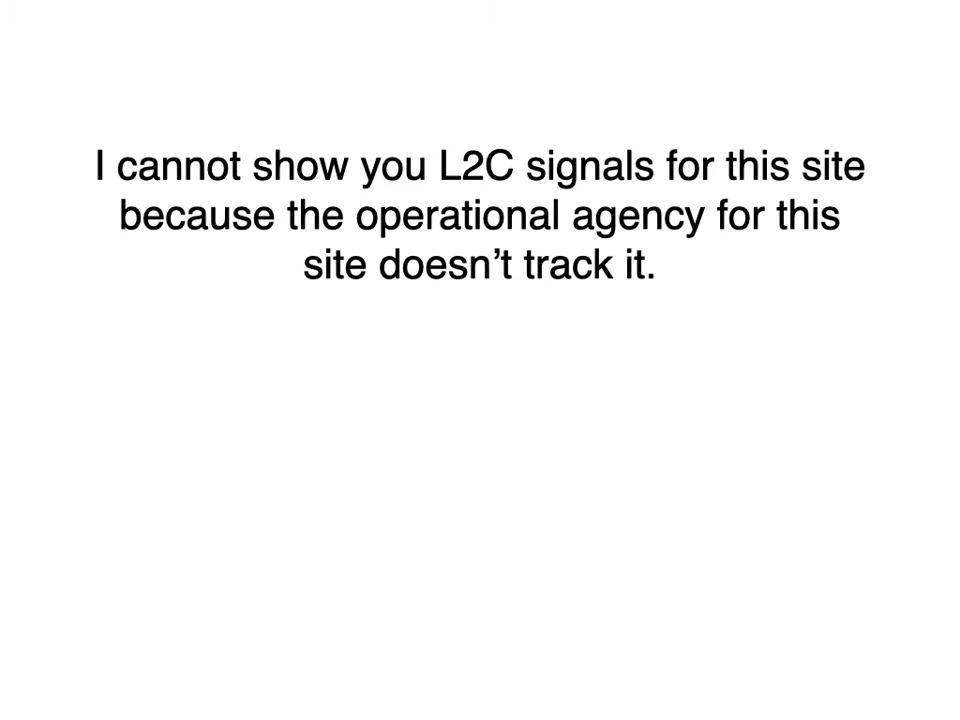 I cannot show you L2C signals for this site
because the operational agency for this
site doesn’t track it.